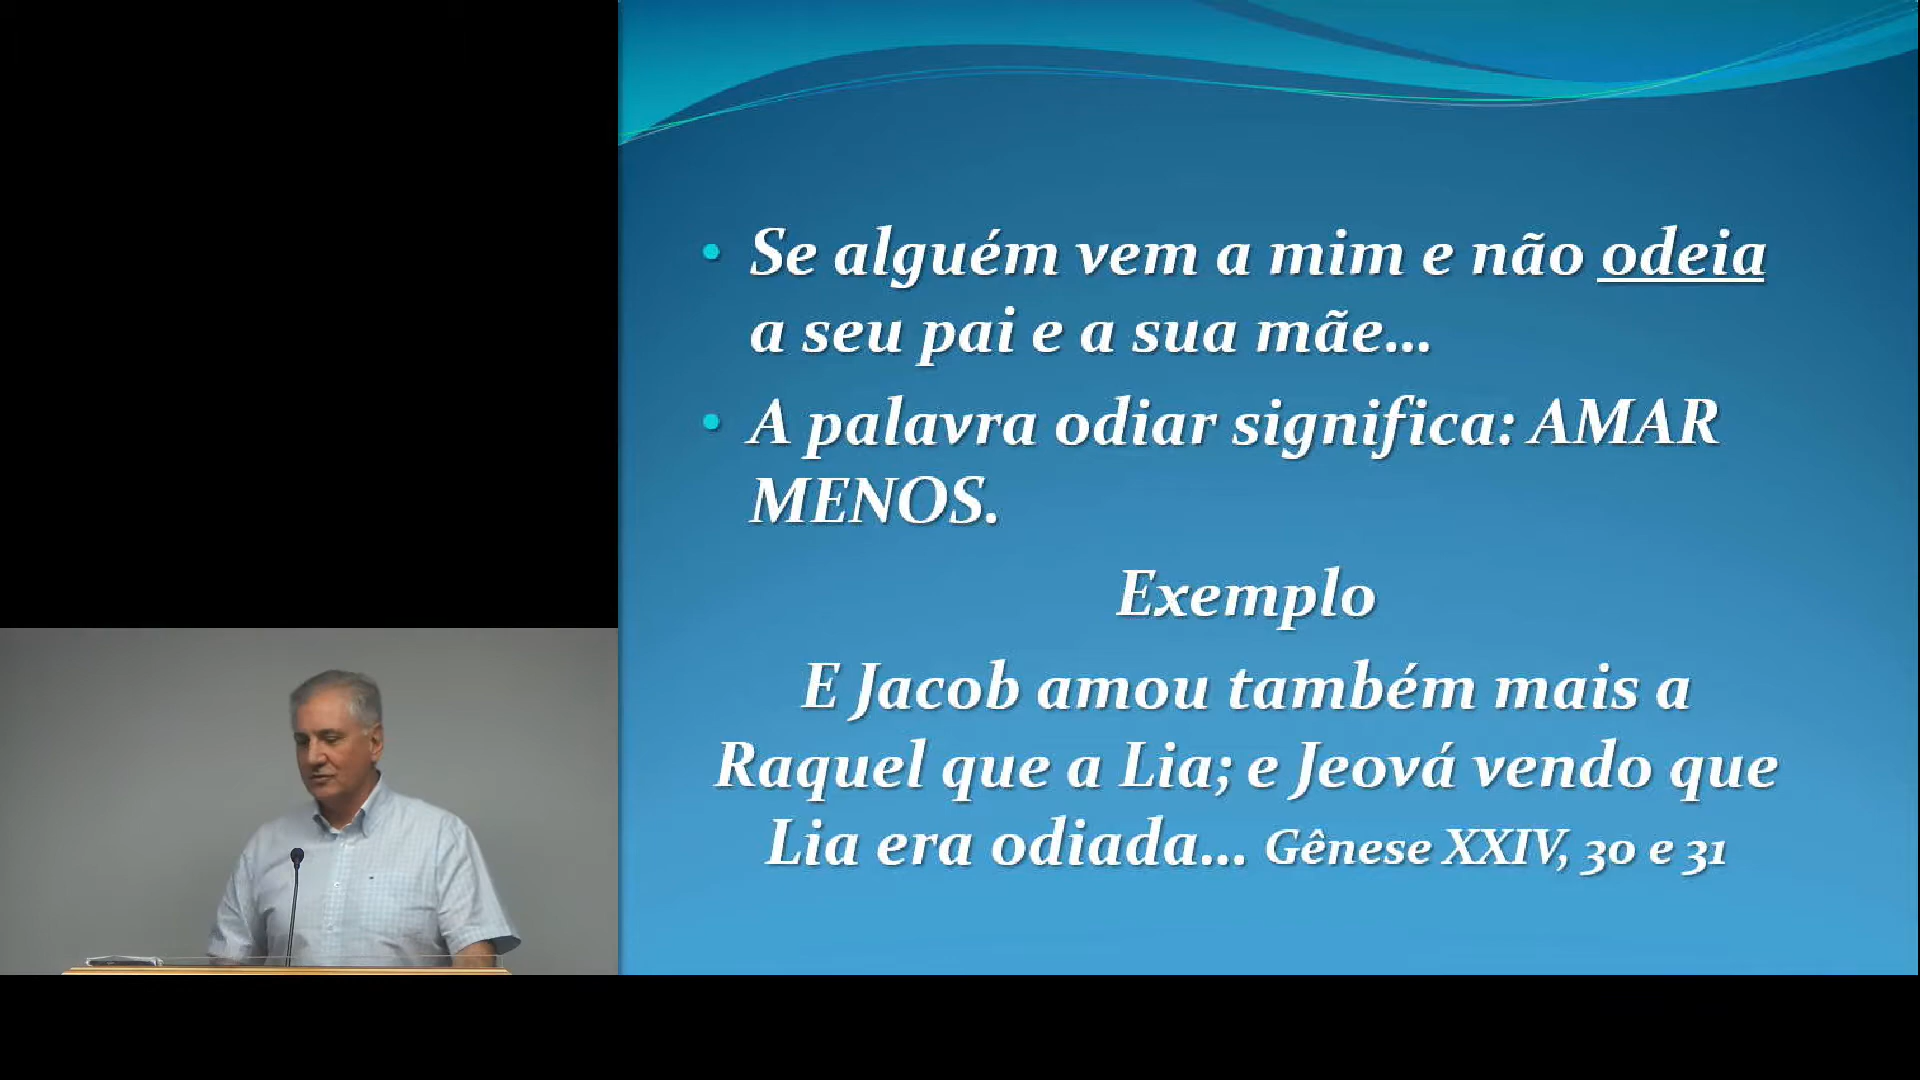 Se alguém vem a mim e não odeia
a seu pai e a sua mãe...
A palavra odiar significa: AMAR
MENOS.
Exemplo
E Jacob amou também mais a
Raquel que a Lia; e Jeová vendo que
Lia era odiada... Gênese XXIV, 30 e 31